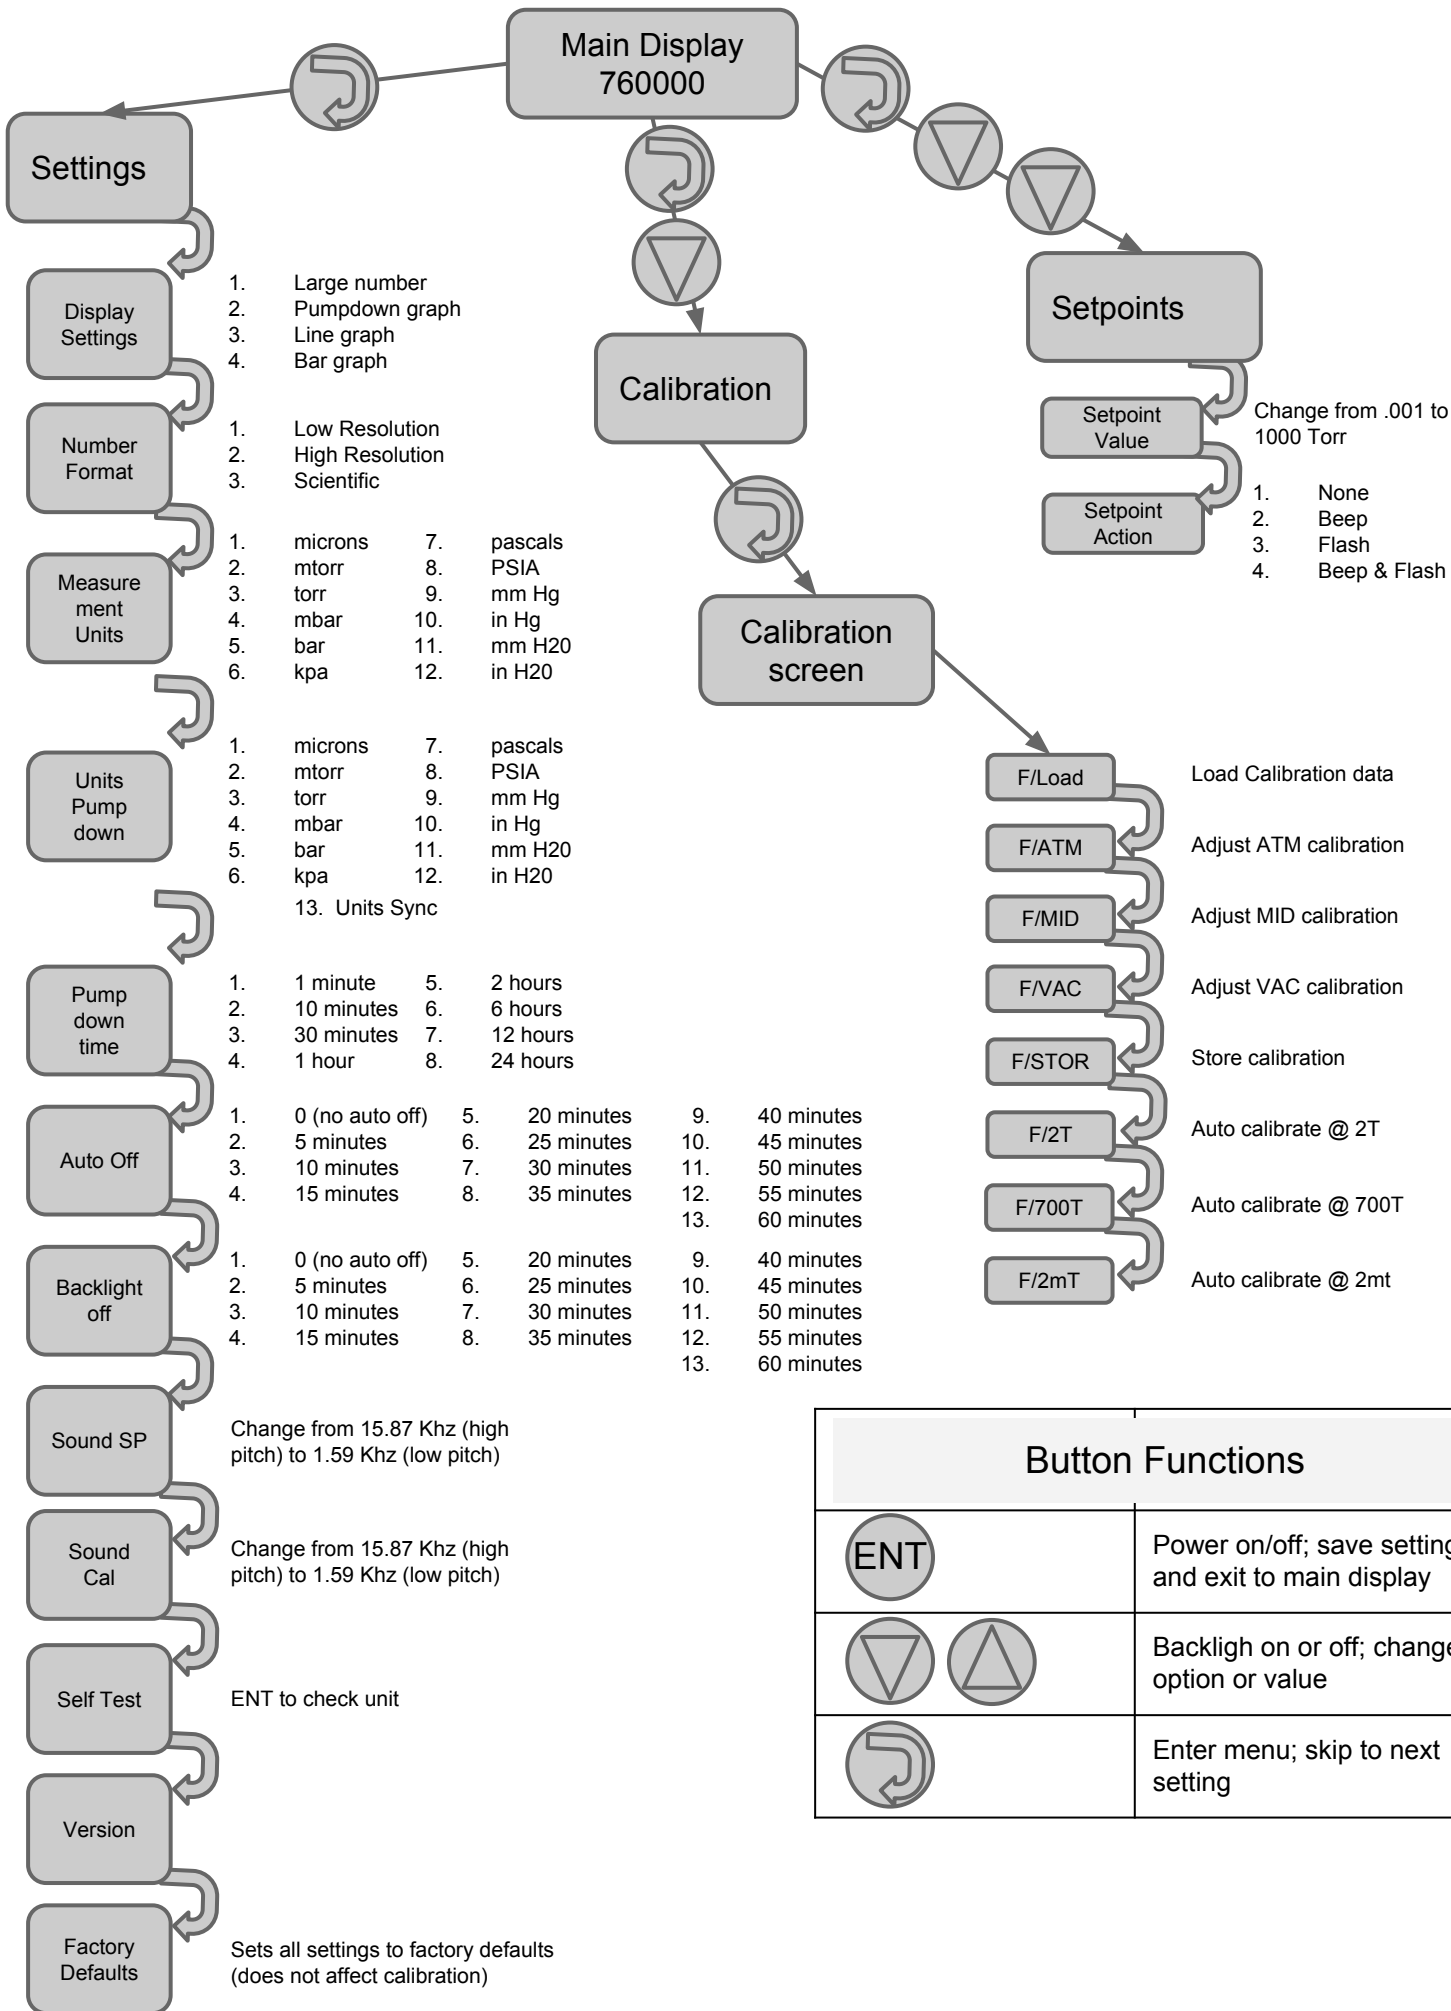 Main Display
760000
Settings
Display
Settings
1. Large number
2. Pumpdown graph
3. Line graph
4. Bar graph
Number
Format
1. Low Resolution
2. High Resolution
3. Scientific
Measure
ment
Units
1. microns 7. pascals
2. mtorr 8. PSIA
3. torr 9. mm Hg
4. mbar 10. in Hg
5. bar 11. mm H20
6. kpa 12. in H20
Units
Pump
down
1. microns 7. pascals
2. mtorr 8. PSIA
3. torr 9. mm Hg
4. mbar 10. in Hg
5. bar 11. mm H20
6. kpa 12. in H20
13. Units Sync
Pump
down
time
1. 1 minute 5. 2 hours
2. 10 minutes 6. 6 hours
3. 30 minutes 7. 12 hours
4. 1 hour 8. 24 hours
Auto Off
1. 0 (no auto off) 5. 20 minutes 9. 40 minutes
2. 5 minutes 6. 25 minutes 10. 45 minutes
3. 10 minutes 7. 30 minutes 11. 50 minutes
4. 15 minutes 8. 35 minutes 12. 55 minutes
13. 60 minutes
Backlight
off
1. 0 (no auto off) 5. 20 minutes 9. 40 minutes
2. 5 minutes 6. 25 minutes 10. 45 minutes
3. 10 minutes 7. 30 minutes 11. 50 minutes
4. 15 minutes 8. 35 minutes 12. 55 minutes
13. 60 minutes
Sound SP
Change from 15.87 Khz (high
pitch) to 1.59 Khz (low pitch)
Sound
Cal
Change from 15.87 Khz (high
pitch) to 1.59 Khz (low pitch)
Self Test
ENT to check unit
Version
Factory
Defaults
Sets all settings to factory defaults
(does not affect calibration)
Calibration
Calibration
screen
F/Load Load Calibration data
F/ATM Adjust ATM calibration
F/MID Adjust MID calibration
F/VAC Adjust VAC calibration
F/STOR Store calibration
F/2T Auto calibrate @ 2T
F/700T Auto calibrate @ 700T
F/2mT Auto calibrate @ 2mt
Setpoints
Setpoint
Value
Change from .001 to
1000 Torr
Setpoint
Action
1. None
2. Beep
3. Flash
4. Beep & Flash
Button Functions
ENT
Power on/off; save setting
and exit to main display
Backligh on or off; change
option or value
Enter menu; skip to next
setting